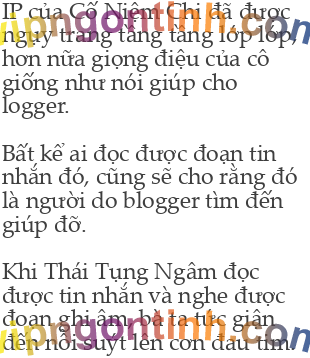 IP của Cố Niệm Chi đã được
ngụy trang tầng tầng lớp lớp,
hơn nữa giọng điệu của cô
giống như nói giúp cho
logger.
Bất kể ai đọc được đoạn tin
nhắn đó, cũng sẽ cho rằng đó
là người do blogger tìm đến
giúp đỡ.
Khi Thái Tụng Ngâm đọc
được tin nhắn và nghe được
đoạn ghi âm, bà ta tức giận
đến nỗi suýt lên cơn đau tim